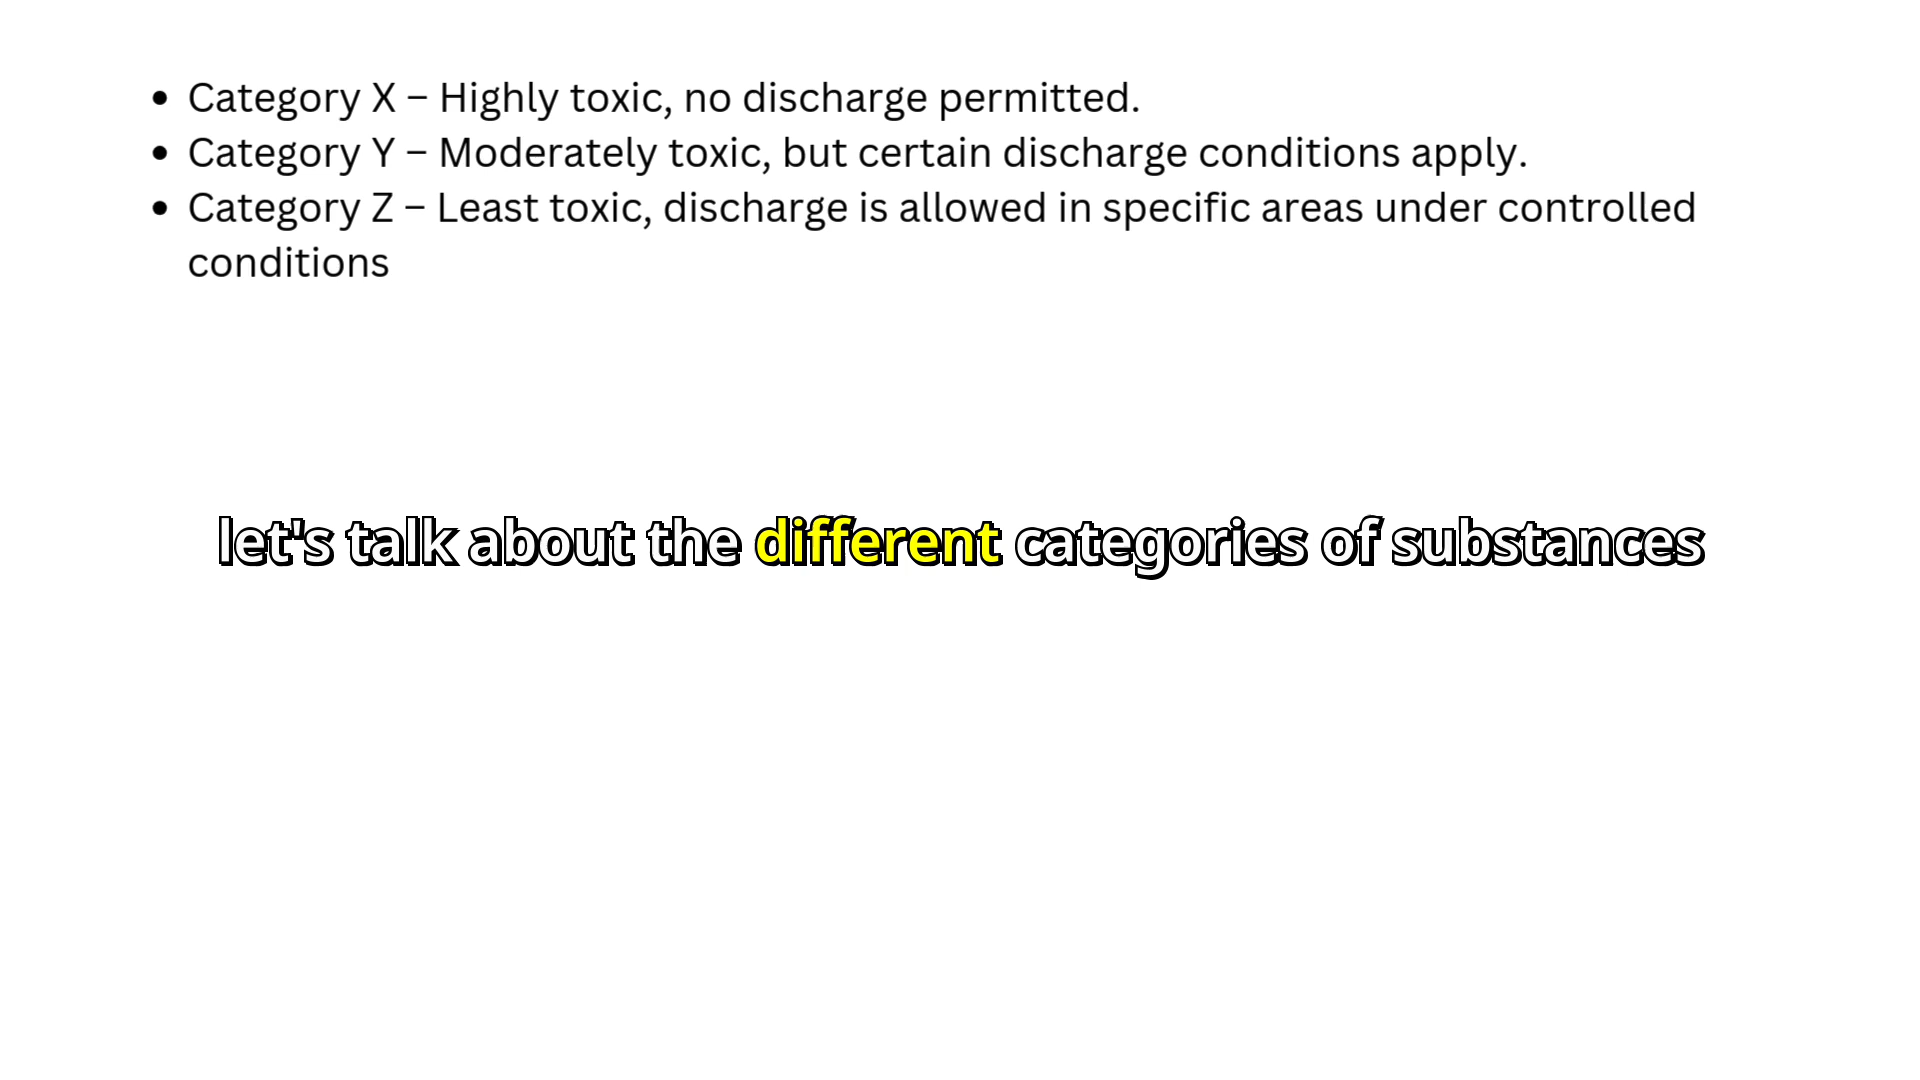 • Category X – Highly toxic, no discharge permitted.
• Category Y – Moderately toxic, but certain discharge conditions apply.
• Category Z – Least toxic, discharge is allowed in specific areas under controlled
conditions
let's talk about the different categories of substances